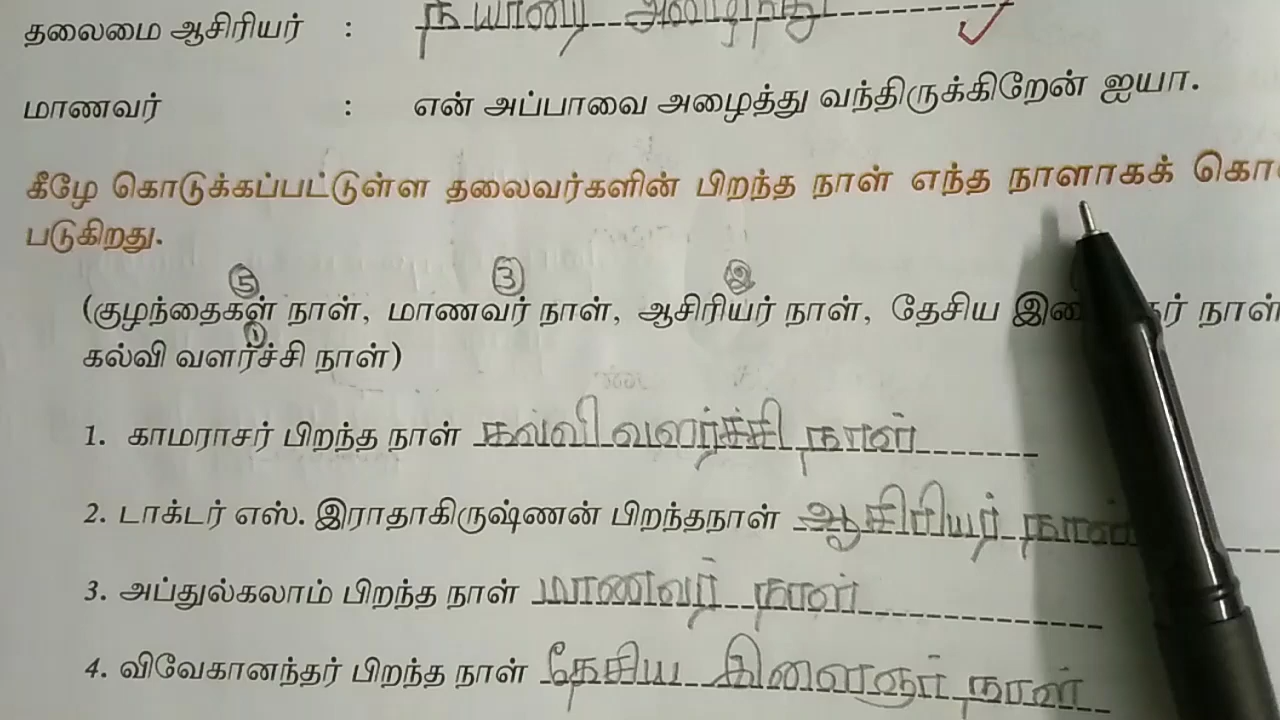 தலைமை ஆசிரியர் :
மாணவர் : என் அப்பாவை அழைத்து வந்திருக்கிறேன் ஐயா.
கீழே கொடுக்கப்பட்டுள்ள தலைவர்களின் பிறந்த நாள் எந்த நாளாகக் கொ
படுகிறது.
5 3 2
(குழந்தைகள் நாள், மாணவர் நாள், ஆசிரியர் நாள், தேசிய நாள்
1
கல்வி வளர்ச்சி நாள்)
1. காமராசர் பிறந்த நாள் கல்வி வளர்ச்சி நாள்
2. டாக்டர் எஸ். இராதாகிருஷ்ணன் பிறந்தநாள் ஆசிரியர் நாள்
3. அப்துல்கலாம் பிறந்த நாள் மாணவர் நாள்
4. விவேகானந்தர் பிறந்த நாள் தேசிய இளைஞர் நாள்